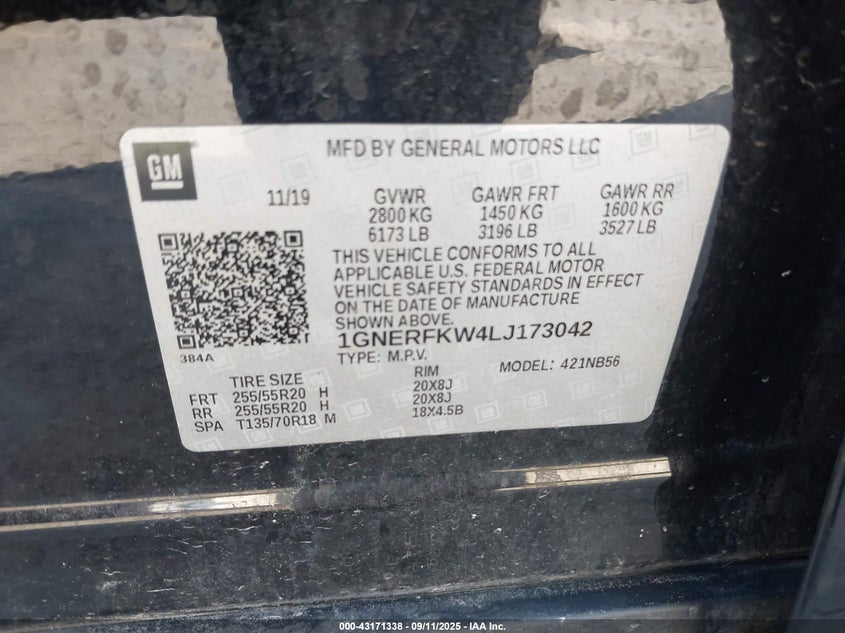 GM
MFD BY GENERAL MOTORS LLC
11/19 GVWR GAWR FRT GAWR RR
2800 KG 1450 KG 1600 KG
6173 LB 3196 LB 3527 LB
THIS VEHICLE CONFORMS TO ALL
APPLICABLE U.S. FEDERAL MOTOR
VEHICLE SAFETY STANDARDS IN EFFECT
ON THE DATE OF MANUFACTURE
SHOWN ABOVE.
384A
1GNERFKW4LJ173042
TYPE: M.P.V. MODEL: 421NB56
TIRE SIZE RIM
FRT 255/55R20 H 20X8J
RR 255/55R20 H 20X8J
SPA T135/70R18 M 18X4.5B
000-43171338 - 09/11/2025 - IAA Inc.